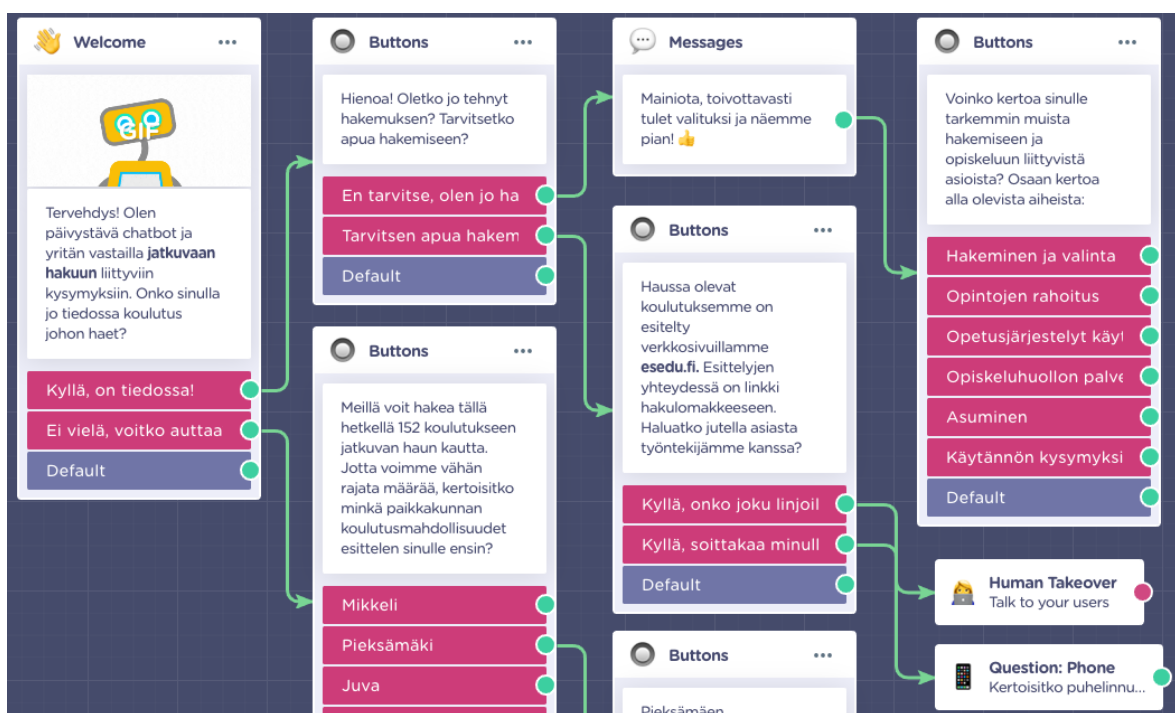 Welcome
GIF
Tervehdys! Olen
päivystävä chatbot ja
yritän vastailla jatkuvaan
hakuun liittyviin
kysymyksiin. Onko sinulla
jo tiedossa koulutus
johon haet?
Kyllä, on tiedossa!
Ei vielä, voitko auttaa
Default
Buttons
Hienoa! Oletko jo tehnyt
hakemuksen? Tarvitsetko
apua hakemiseen?
En tarvitse, olen jo ha
Tarvitsen apua hakem
Default
Buttons
Meillä voit hakea tällä
hetkellä 152 koulutukseen
jatkuvan haun kautta.
Jotta voimme vähän
rajata määrää, kertoisitko
minkä paikkakunnan
koulutusmahdollisuudet
esittelen sinulle ensin?
Mikkeli
Pieksämäki
Juva
Messages
Mainiota, toivottavasti
tulet valituksi ja näemme
pian! 👍
Buttons
Haussa olevat
koulutuksemme on
esitelty
verkkosivuillamme
esedu.fi. Esittelyjen
yhteydessä on linkki
hakulomakkeeseen.
Haluatko jutella asiasta
työntekijämme kanssa?
Kyllä, onko joku linjoil
Kyllä, soittakaa minull
Default
Buttons
Pieksämäen
Buttons
Voinko kertoa sinulle
tarkemmin muista
hakemiseen ja
opiskeluun liittyvistä
asioista? Osaan kertoa
alla olevista aiheista:
Hakeminen ja valinta
Opintojen rahoitus
Opetusjärjestelyt käyt
Opiskeluhuollon palve
Asuminen
Käytännön kysymyksi
Default
Human Takeover
Talk to your users
Question: Phone
Kertoisitko puhelinnu...